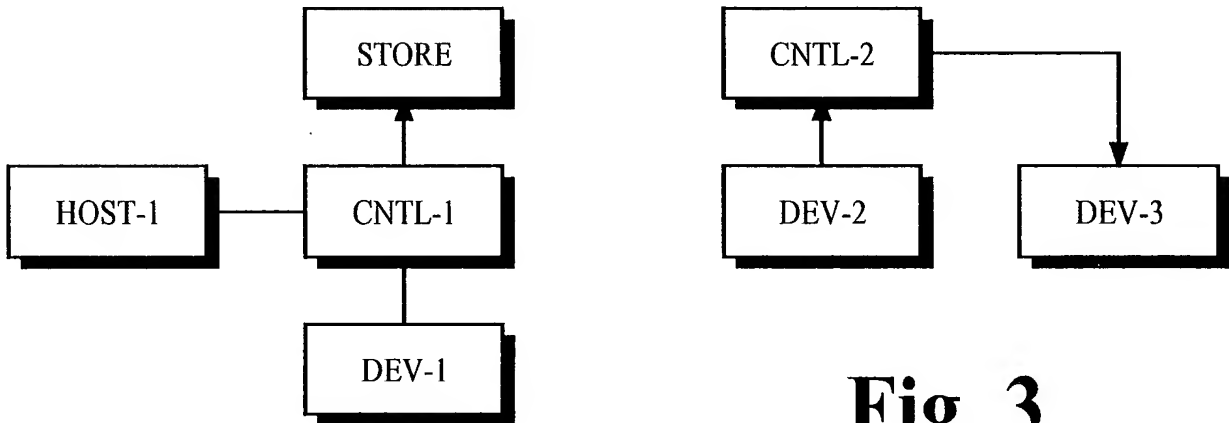 STORE
CNTL-2
HOST-1
CNTL-1
DEV-2
DEV-3
DEV-1
Fig. 3